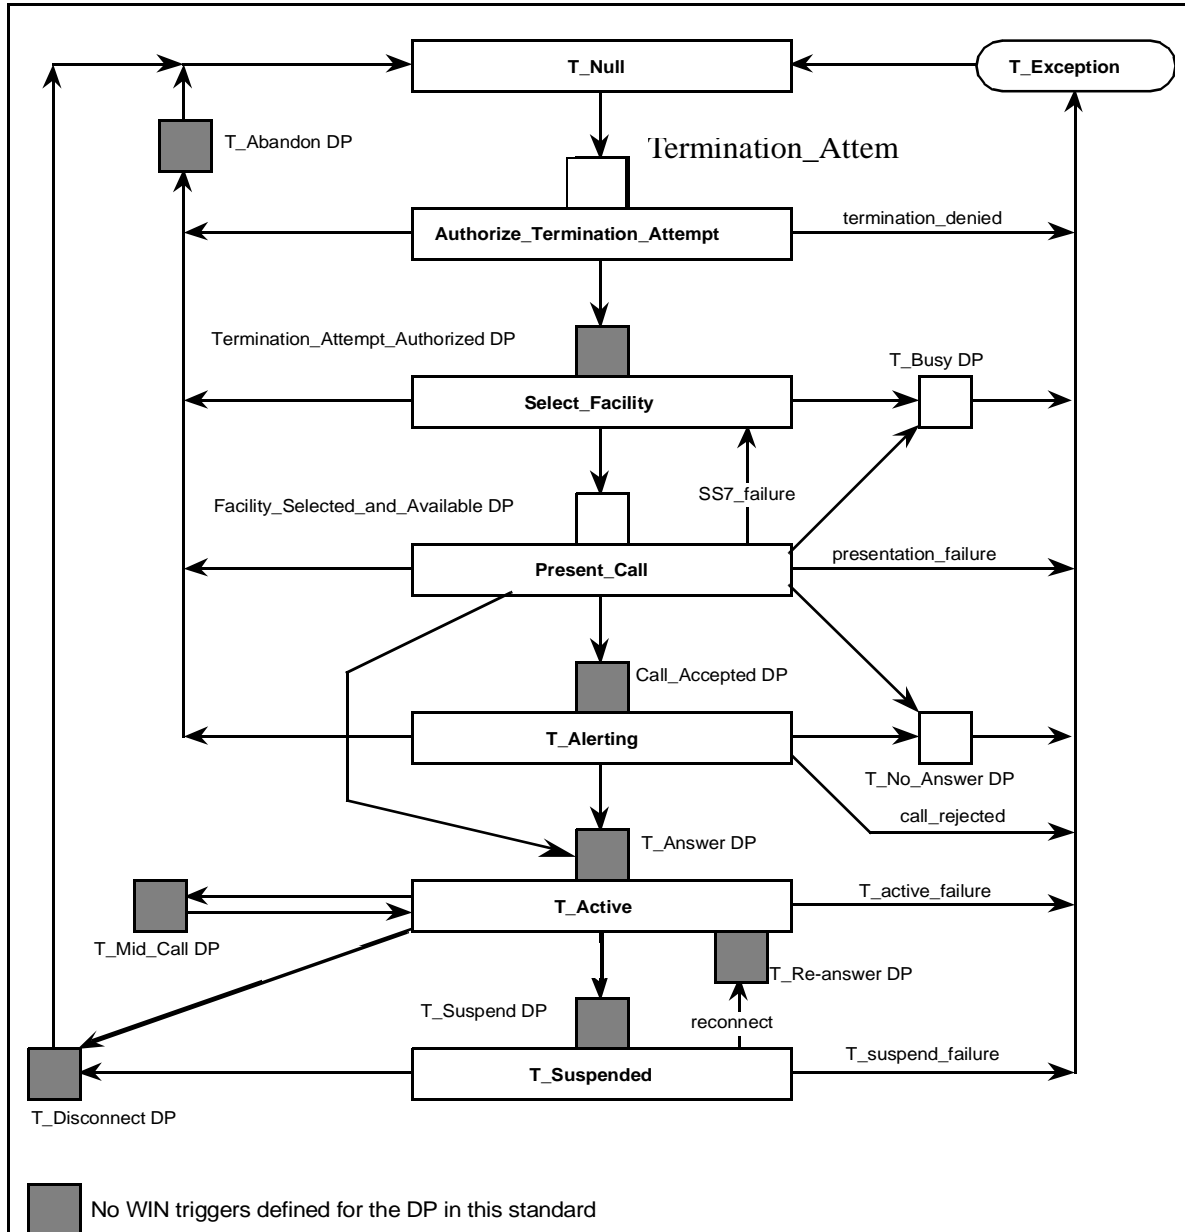 T_Null
T_Exception
T_Abandon DP
Termination_Attem
Authorize_Termination_Attempt
termination_denied
Termination_Attempt_Authorized DP
T_Busy DP
Select_Facility
SS7_failure
Facility_Selected_and_Available DP
Present_Call
presentation_failure
Call_Accepted DP
T_Alerting
T_No_Answer DP
call_rejected
T_Answer DP
T_Active
T_active_failure
T_Mid_Call DP
T_Re-answer DP
T_Suspend DP
reconnect
T_Suspended
T_suspend_failure
T_Disconnect DP
No WIN triggers defined for the DP in this standard